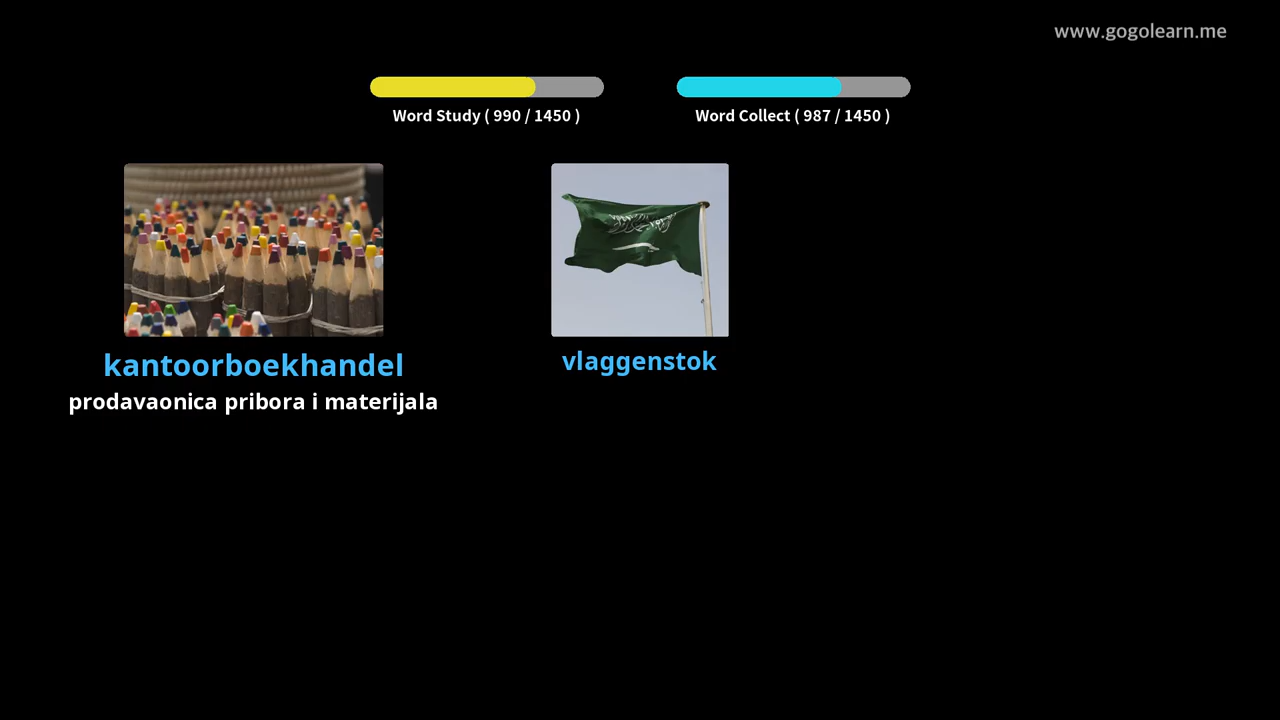 www.gogolearn.me
Word Study ( 990 / 1450 )
Word Collect ( 987 / 1450 )
kantoorboekhandel
prodavaonica pribora i materijala
vlaggenstok